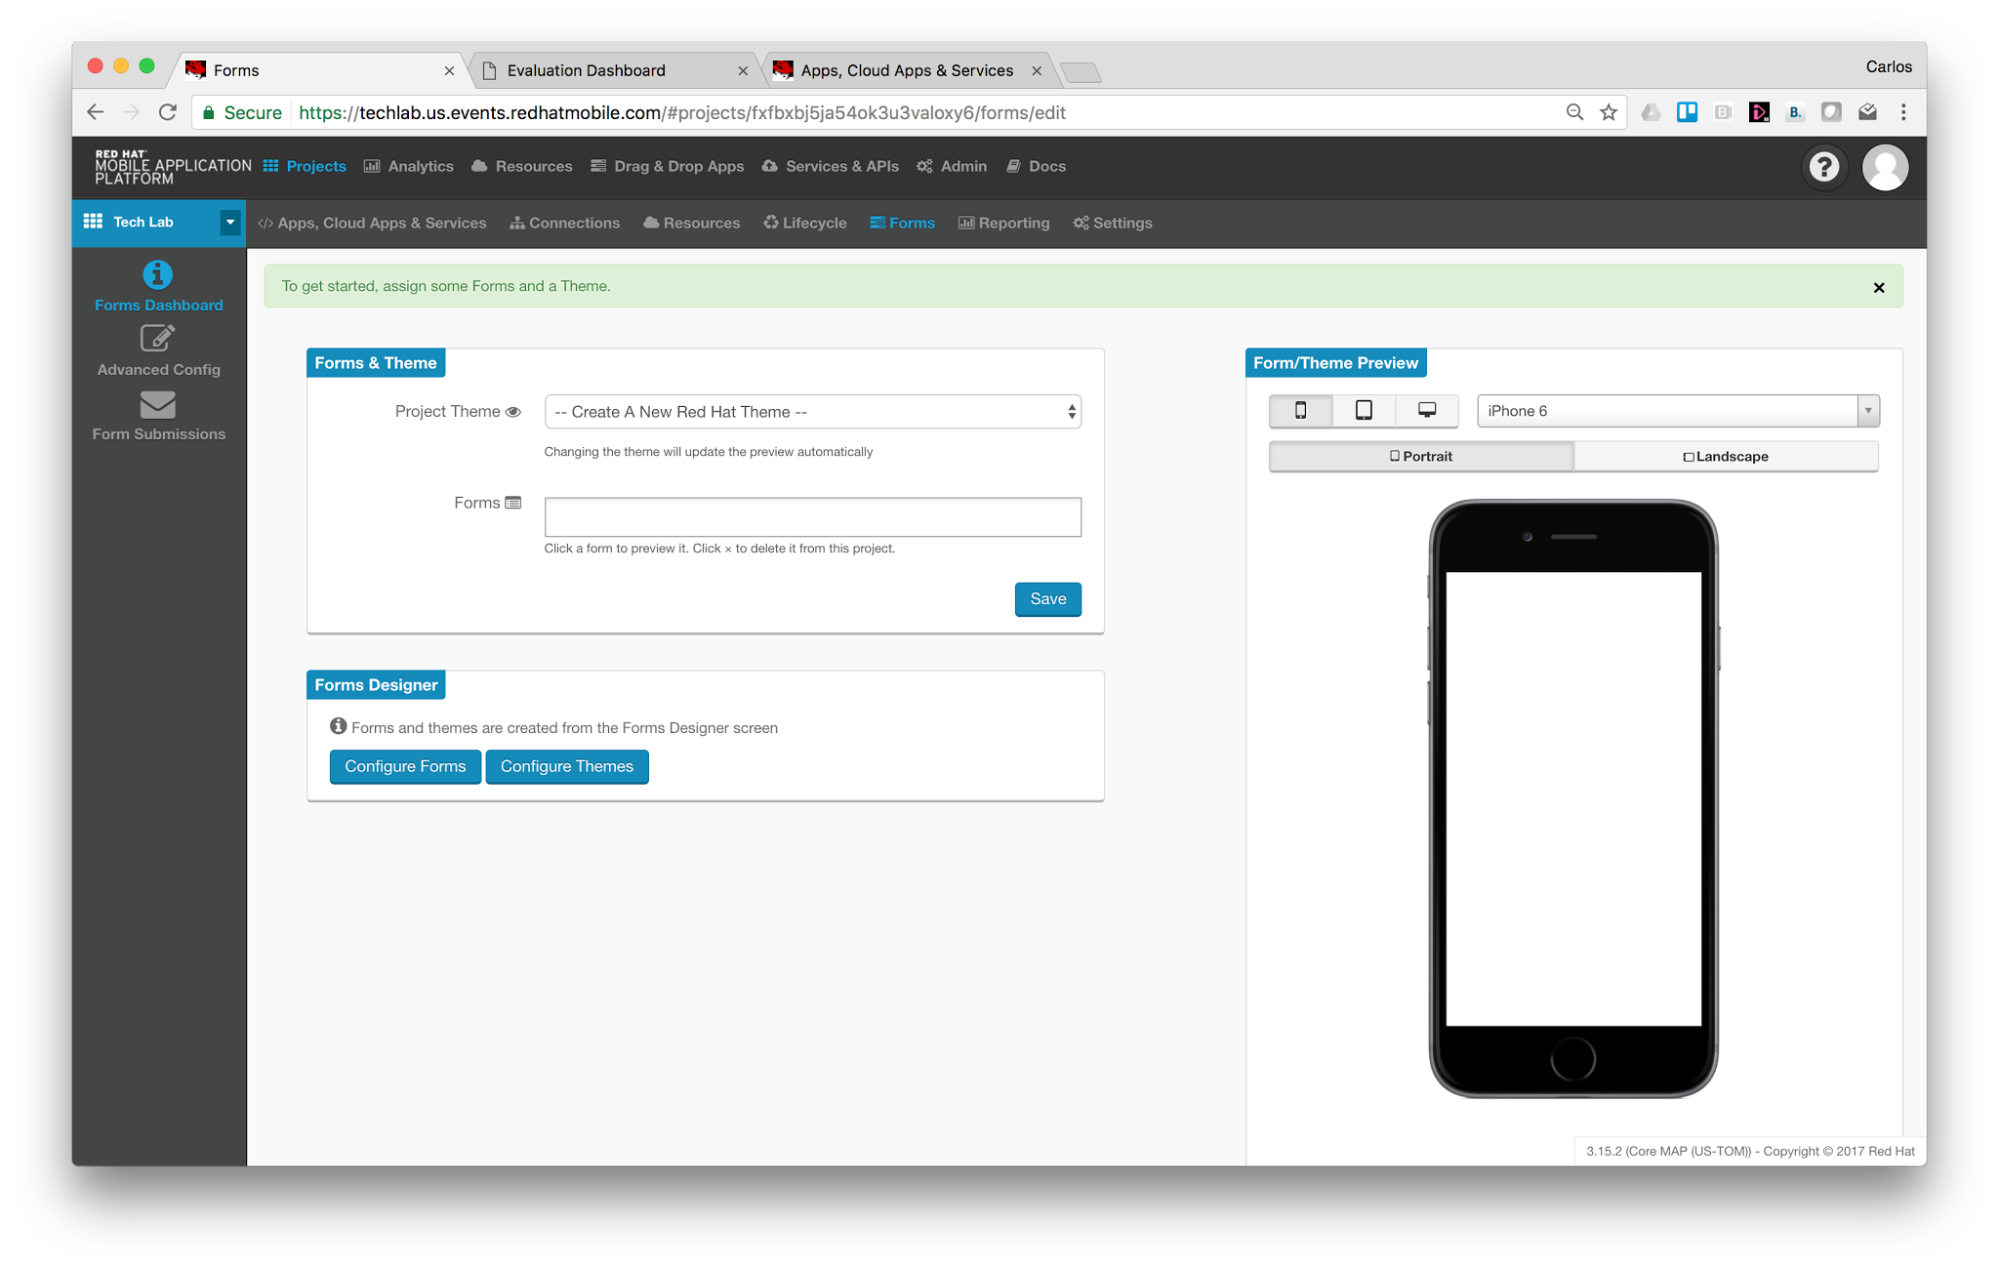 Forms
Evaluation Dashboard
Apps, Cloud Apps & Services
Carlos
Secure
https://techlab.us.events.redhatmobile.com/#projects/fxfbxbj5ja54ok3u3valoxy6/forms/edit
B.
RED HAT
MOBILE APPLICATION
PLATFORM
Projects
Analytics
Resources
Drag & Drop Apps
Services & APIs
Admin
Docs
?
Tech Lab
Apps, Cloud Apps & Services
Connections
Resources
Lifecycle
Forms
Reporting
Settings
Forms Dashboard
Advanced Config
Form Submissions
To get started, assign some Forms and a Theme.
Forms & Theme
Project Theme
-- Create A New Red Hat Theme --
Changing the theme will update the preview automatically
Forms
Click a form to preview it. Click × to delete it from this project.
Save
Forms Designer
Forms and themes are created from the Forms Designer screen
Configure Forms
Configure Themes
Form/Theme Preview
iPhone 6
Portrait
Landscape
3.15.2 (Core MAP (US-TOM)) - Copyright © 2017 Red Hat